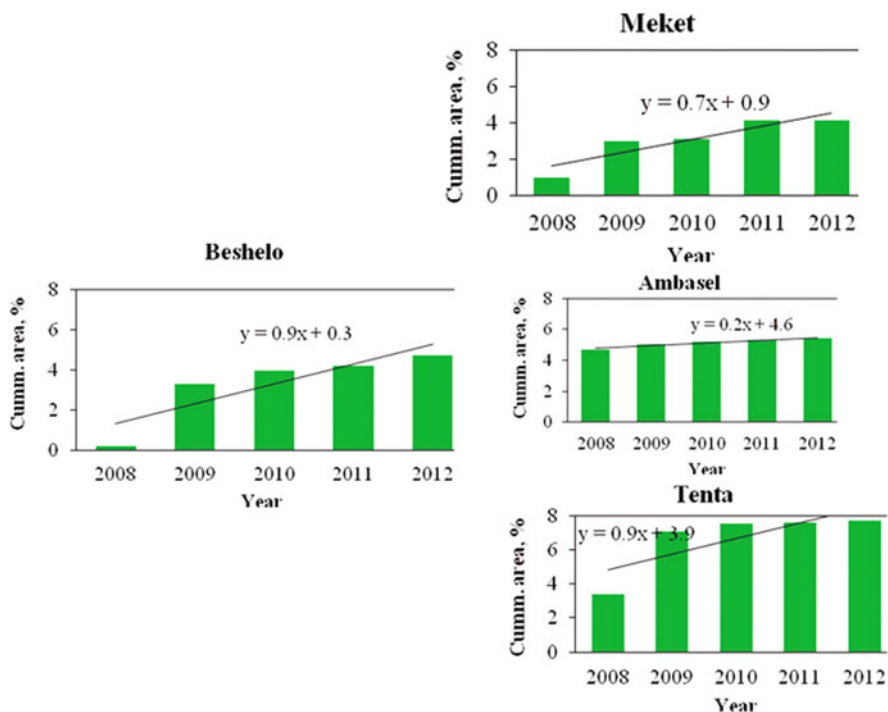 Meket
Cumm. area, %
8
6
4
2
0
y = 0.7x + 0.9
2008 2009 2010 2011 2012
Year
Beshelo
Cumm. area, %
8
6
4
2
0
y = 0.9x + 0.3
2008 2009 2010 2011 2012
Year
Ambasel
Cumm. area, %
8
6
4
2
0
y = 0.2x + 4.6
2008 2009 2010 2011 2012
Year
Tenta
Cumm. area, %
8
6
4
2
0
y = 0.9x + 3.9
2008 2009 2010 2011 2012
Year